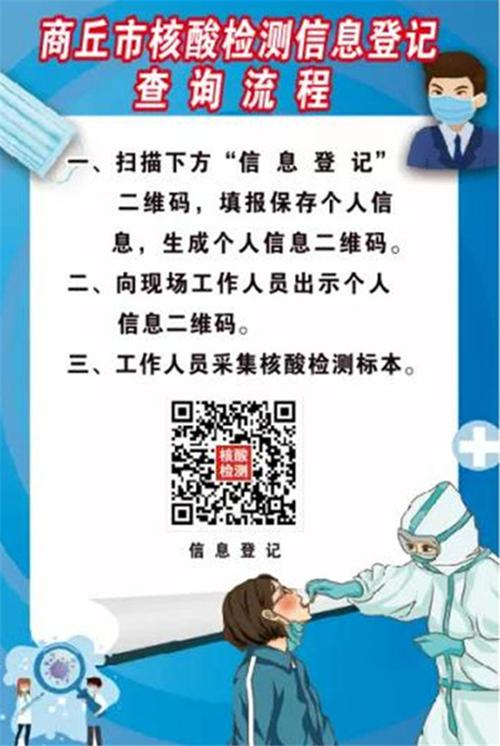 商丘市核酸检测信息登记
查询流程
一、扫描下方“信息登记”
二维码，填报保存个人信
息，生成个人信息二维码。
二、向现场工作人员出示个人
信息二维码。
三、工作人员采集核酸检测标本。
核酸
检测
信息登记